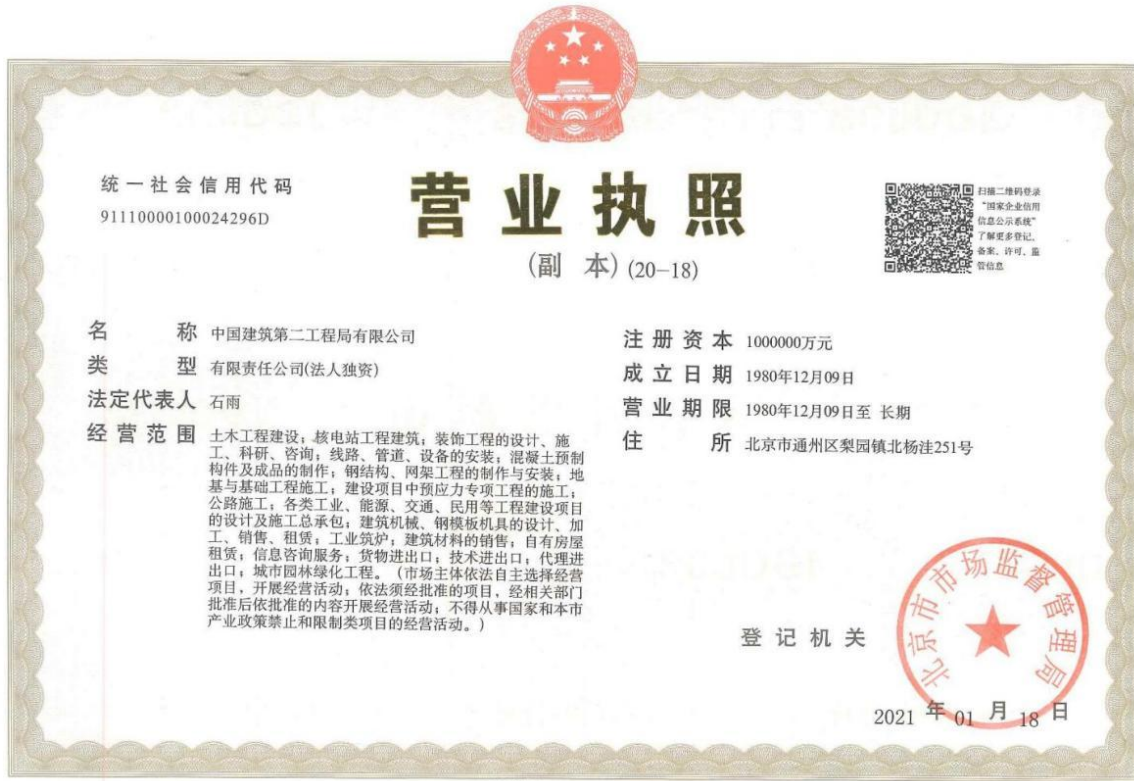 统一社会信用代码
91110000100024296D
营业执照
(副 本)(20-18)
扫描二维码登录
“国家企业信用
信息公示系统”
了解更多登记、
备案、许可、监
管信息
名 称 中国建筑第二工程局有限公司
类 型 有限责任公司(法人独资)
法定代表人 石雨
经营范围 土木工程建设；核电站工程建筑；装饰工程的设计、施
工、科研、咨询；线路、管道、设备的安装；混凝土预制
构件及成品的制作；钢结构、网架工程的制作与安装；地
基与基础工程施工；建设项目中预应力专项工程的施工；
公路施工；各类工业、能源、交通、民用等工程建设项目
的设计及施工总承包；建筑机械、钢模板机具的设计、加
工、销售、租赁；工业筑炉；建筑材料的销售；自有房屋
租赁；信息咨询服务；货物进出口；技术进出口；代理进
出口；城市园林绿化工程。（市场主体依法自主选择经营
项目，开展经营活动；依法须经批准的项目，经相关部门
批准后依批准的内容开展经营活动；不得从事国家和本市
产业政策禁止和限制类项目的经营活动。）
注册资本 1000000万元
成立日期 1980年12月09日
营业期限 1980年12月09日至 长期
住 所 北京市通州区梨园镇北杨洼251号
登记机关
北京市市场监督管理局
2021 年 01 月 18 日